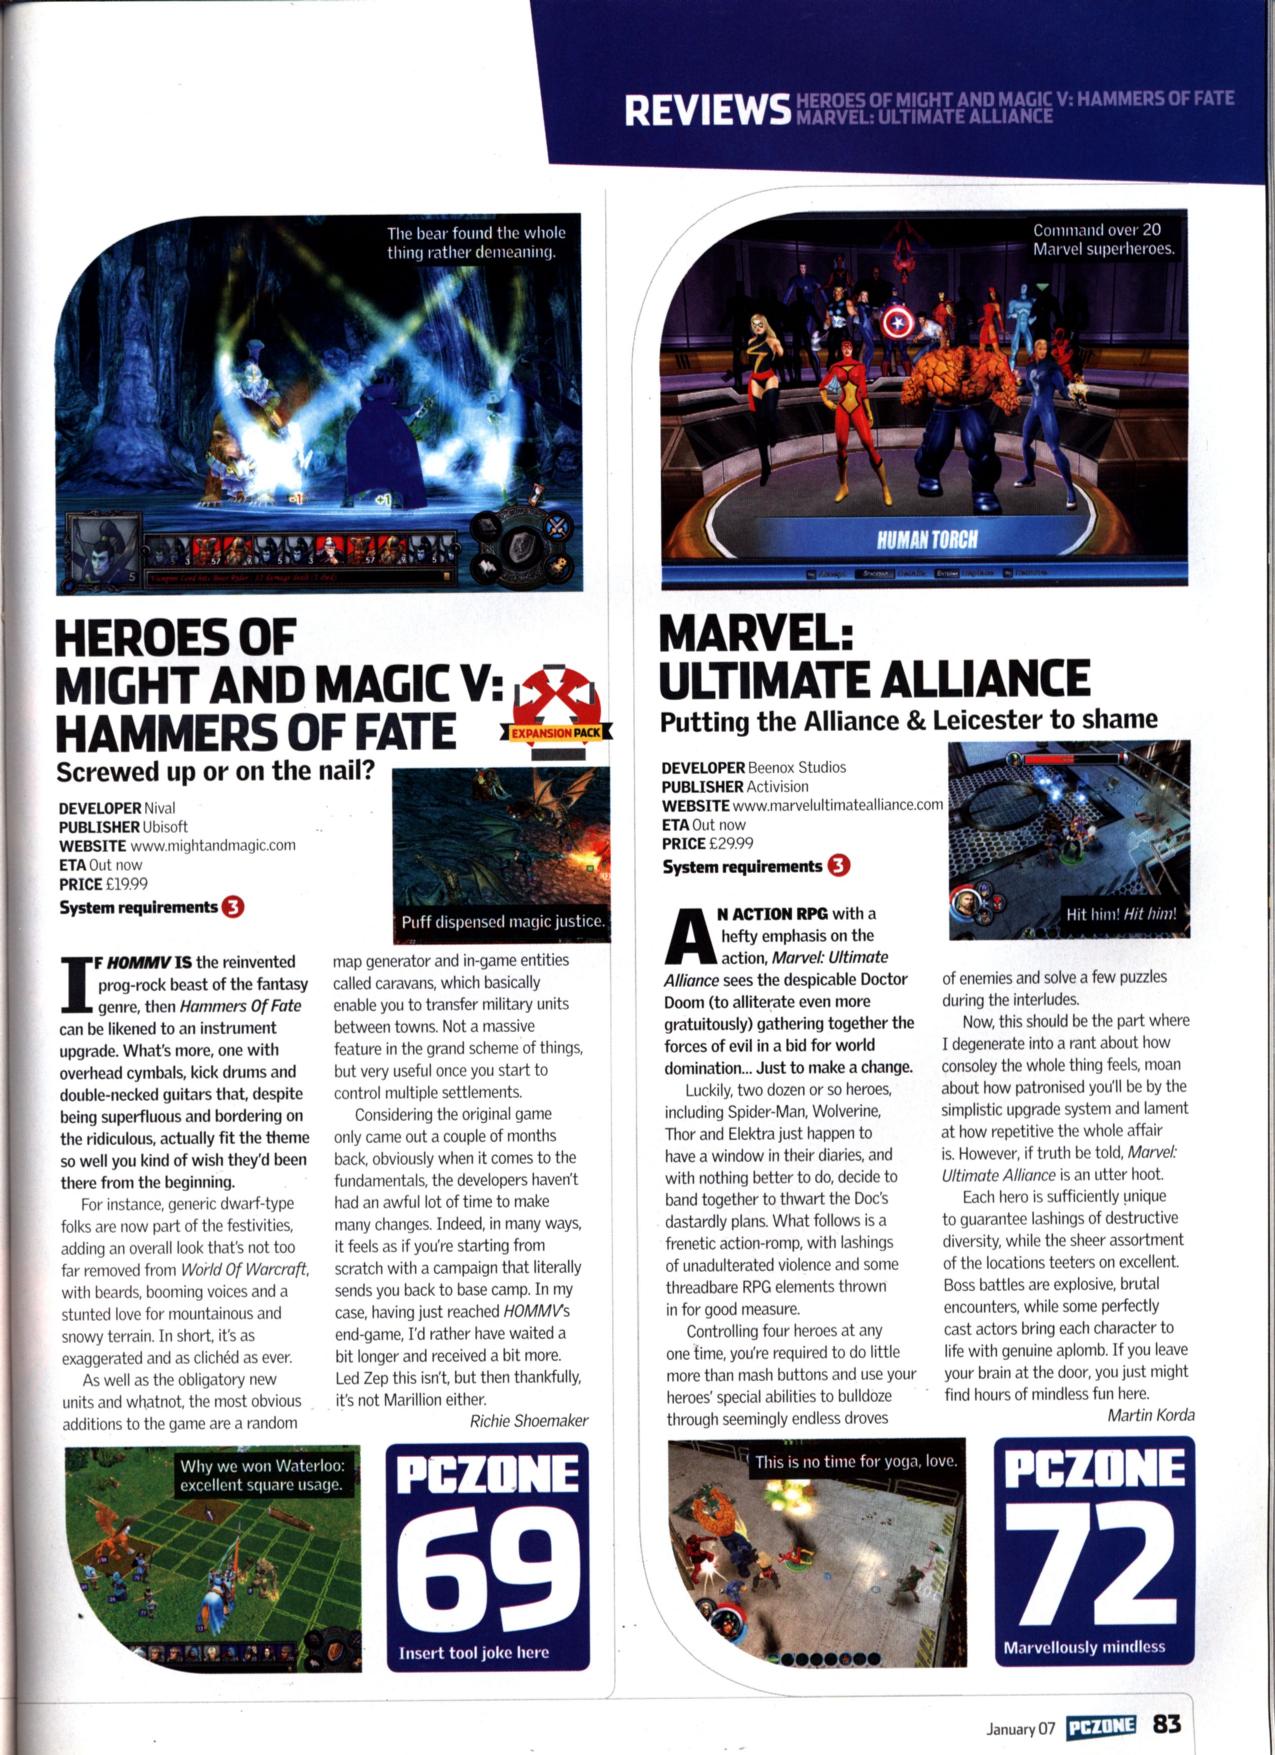 REVIEWS HEROES OF MIGHT AND MAGIC V: HAMMERS OF FATE
MARVEL: ULTIMATE ALLIANCE
The bear found the whole
thing rather demeaning.
-1
+1
5
HEROES OF
MIGHT AND MAGIC V:
HAMMERS OF FATE
EXPANSION PACK
Screwed up or on the nail?
DEVELOPER Nival
PUBLISHER Ubisoft
WEBSITE www.mightandmagic.com
ETA Out now
PRICE £19.99
System requirements 3
Puff dispensed magic justice.
IF HOMMV IS the reinvented
prog-rock beast of the fantasy
genre, then Hammers Of Fate
can be likened to an instrument
upgrade. What's more, one with
overhead cymbals, kick drums and
double-necked guitars that, despite
being superfluous and bordering on
the ridiculous, actually fit the theme
so well you kind of wish they'd been
there from the beginning.
For instance, generic dwarf-type
folks are now part of the festivities,
adding an overall look that's not too
far removed from World Of Warcraft,
with beards, booming voices and a
stunted love for mountainous and
snowy terrain. In short, it's as
exaggerated and as clichéd as ever.
As well as the obligatory new
units and whatnot, the most obvious
additions to the game are a random
map generator and in-game entities
called caravans, which basically
enable you to transfer military units
between towns. Not a massive
feature in the grand scheme of things,
but very useful once you start to
control multiple settlements.
Considering the original game
only came out a couple of months
back, obviously when it comes to the
fundamentals, the developers haven't
had an awful lot of time to make
many changes. Indeed, in many ways,
it feels as if you're starting from
scratch with a campaign that literally
sends you back to base camp. In my
case, having just reached HOMMV's
end-game, I'd rather have waited a
bit longer and received a bit more.
Led Zep this isn't, but then thankfully,
it's not Marillion either.
Richie Shoemaker
Why we won Waterloo:
excellent square usage.
PCZONE
69
Insert tool joke here
Command over 20
Marvel superheroes.
HUMAN TORCH
MARVEL:
ULTIMATE ALLIANCE
Putting the Alliance & Leicester to shame
DEVELOPER Beenox Studios
PUBLISHER Activision
WEBSITE www.marvelultimatealliance.com
ETA Out now
PRICE £29.99
System requirements 3
Hit him! Hit him!
AN ACTION RPG with a
hefty emphasis on the
action, Marvel: Ultimate
Alliance sees the despicable Doctor
Doom (to alliterate even more
gratuitously) gathering together the
forces of evil in a bid for world
domination... Just to make a change.
Luckily, two dozen or so heroes,
including Spider-Man, Wolverine,
Thor and Elektra just happen to
have a window in their diaries, and
with nothing better to do, decide to
band together to thwart the Doc's
dastardly plans. What follows is a
frenetic action-romp, with lashings
of unadulterated violence and some
threadbare RPG elements thrown
in for good measure.
Controlling four heroes at any
one time, you're required to do little
more than mash buttons and use your
heroes' special abilities to bulldoze
through seemingly endless droves
of enemies and solve a few puzzles
during the interludes.
Now, this should be the part where
I degenerate into a rant about how
consoley the whole thing feels, moan
about how patronised you'll be by the
simplistic upgrade system and lament
at how repetitive the whole affair
is. However, if truth be told, Marvel:
Ultimate Alliance is an utter hoot.
Each hero is sufficiently unique
to guarantee lashings of destructive
diversity, while the sheer assortment
of the locations teeters on excellent.
Boss battles are explosive, brutal
encounters, while some perfectly
cast actors bring each character to
life with genuine aplomb. If you leave
your brain at the door, you just might
find hours of mindless fun here.
Martin Korda
This is no time for yoga, love.
PCZONE
72
Marvellously mindless
January 07 PCZONE 83